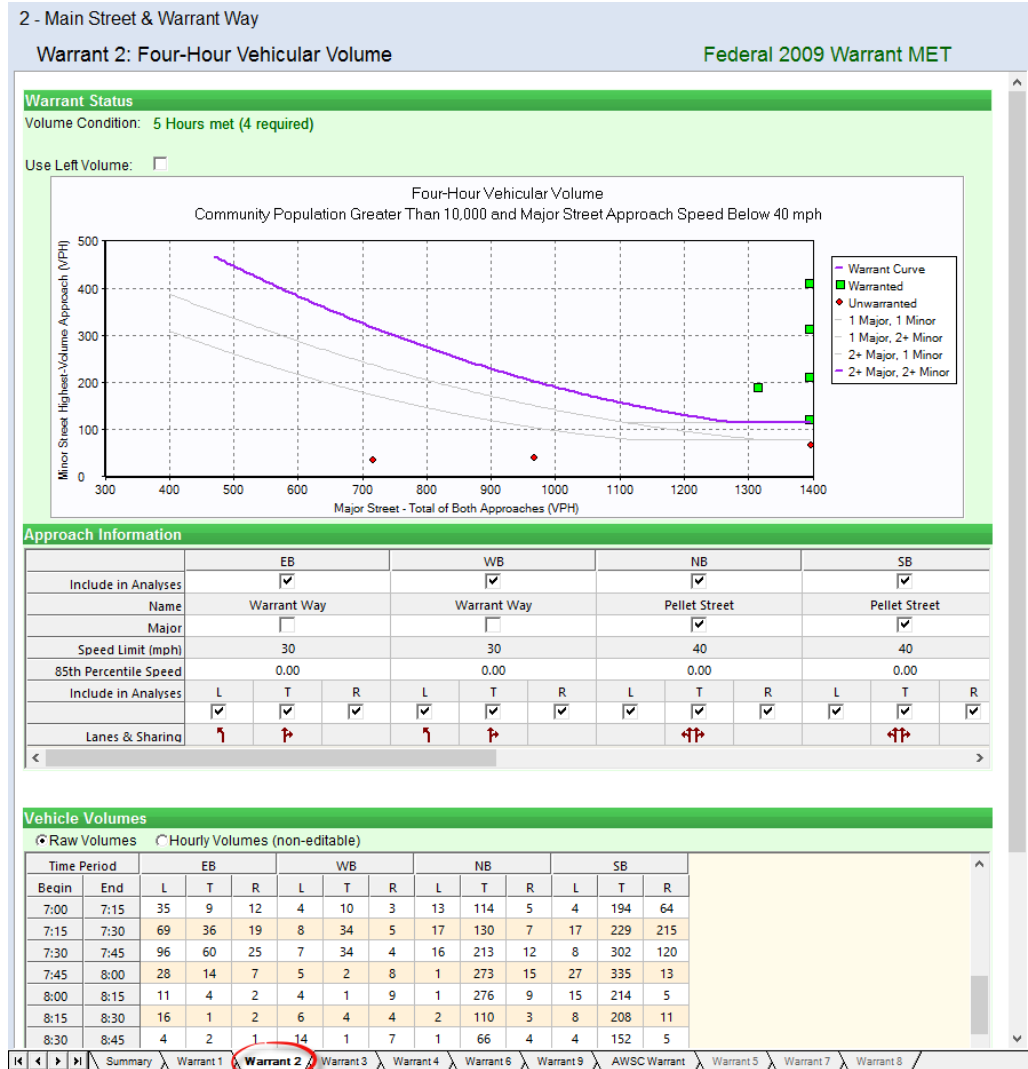 2 - Main Street & Warrant Way
Warrant 2: Four-Hour Vehicular Volume Federal 2009 Warrant MET
Warrant Status
Volume Condition: 5 Hours met (4 required)
Use Left Volume:
Four-Hour Vehicular Volume
Community Population Greater Than 10,000 and Major Street Approach Speed Below 40 mph
Minor Street Highest-Volume Approach (VPH)
500
400
300
200
100
0
300 400 500 600 700 800 900 1000 1100 1200 1300 1400
Major Street - Total of Both Approaches (VPH)
Warrant Curve
Warranted
Unwarranted
1 Major, 1 Minor
1 Major, 2+ Minor
2+ Major, 1 Minor
2+ Major, 2+ Minor
Approach Information
EB WB NB SB
Include in Analyses
Name Warrant Way Warrant Way Pellet Street Pellet Street
Major
Speed Limit (mph) 30 30 40 40
85th Percentile Speed 0.00 0.00 0.00 0.00
Include in Analyses L T R L T R L T R L T R
Lanes & Sharing
Vehicle Volumes
Raw Volumes Hourly Volumes (non-editable)
Time Period EB WB NB SB
Begin End L T R L T R L T R L T R
7:00 7:15 35 9 12 4 10 3 13 114 5 4 194 64
7:15 7:30 69 36 19 8 34 5 17 130 7 17 229 215
7:30 7:45 96 60 25 7 34 4 16 213 12 8 302 120
7:45 8:00 28 14 7 5 2 8 1 273 15 27 335 13
8:00 8:15 11 4 2 4 1 9 1 276 9 15 214 5
8:15 8:30 16 1 2 6 4 4 2 110 3 8 208 11
8:30 8:45 4 2 1 14 1 7 1 66 4 4 152 5
Summary Warrant 1 Warrant 2 Warrant 3 Warrant 4 Warrant 6 Warrant 9 AWSC Warrant Warrant 5 Warrant 7 Warrant 8